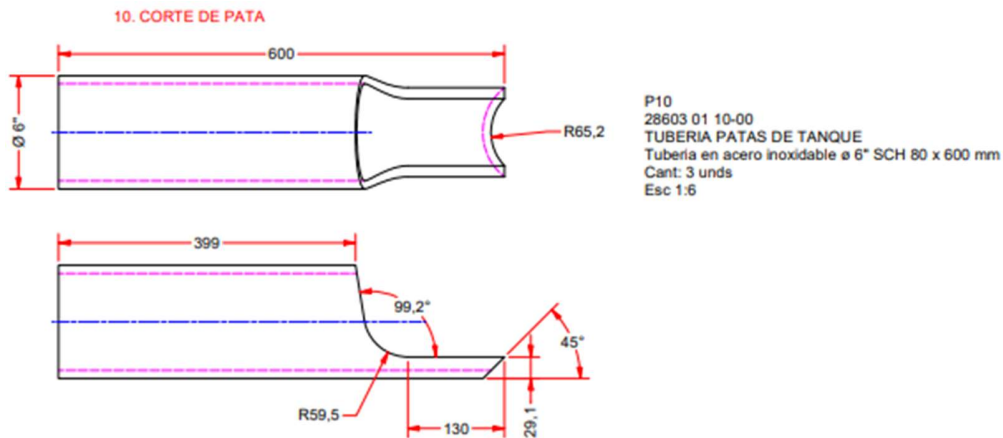 10. CORTE DE PATA
600
Ø 6"
R65,2
P10
28603 01 10-00
TUBERIA PATAS DE TANQUE
Tuberia en acero inoxidable ø 6" SCH 80 x 600 mm
Cant: 3 unds
Esc 1:6
399
99,2°
45°
R59,5
130
29,1